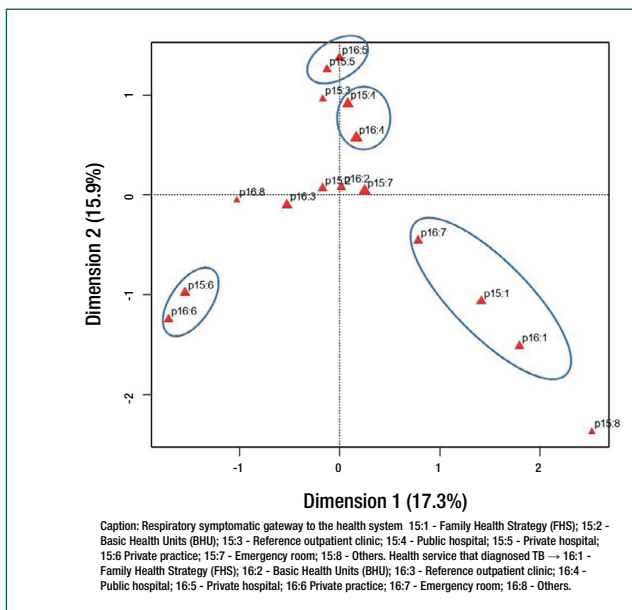 p16:5
p15:5
p15:3
p15:4
p16:4
p15:2
p16:2
p15:7
p16:8
p16:3
p16:7
p15:6
p16:6
p15:1
p16:1
p15:8
1
0
-1
-2
-1
0
1
2
Dimension 2 (15.9%)
Dimension 1 (17.3%)
Caption: Respiratory symptomatic gateway to the health system 15:1 - Family Health Strategy (FHS); 15:2 -
Basic Health Units (BHU); 15:3 - Reference outpatient clinic; 15:4 - Public hospital; 15:5 - Private hospital;
15:6 Private practice; 15:7 - Emergency room; 15:8 - Others. Health service that diagnosed TB → 16:1 -
Family Health Strategy (FHS); 16:2 - Basic Health Units (BHU); 16:3 - Reference outpatient clinic; 16:4 -
Public hospital; 16:5 - Private hospital; 16:6 Private practice; 16:7 - Emergency room; 16:8 - Others.